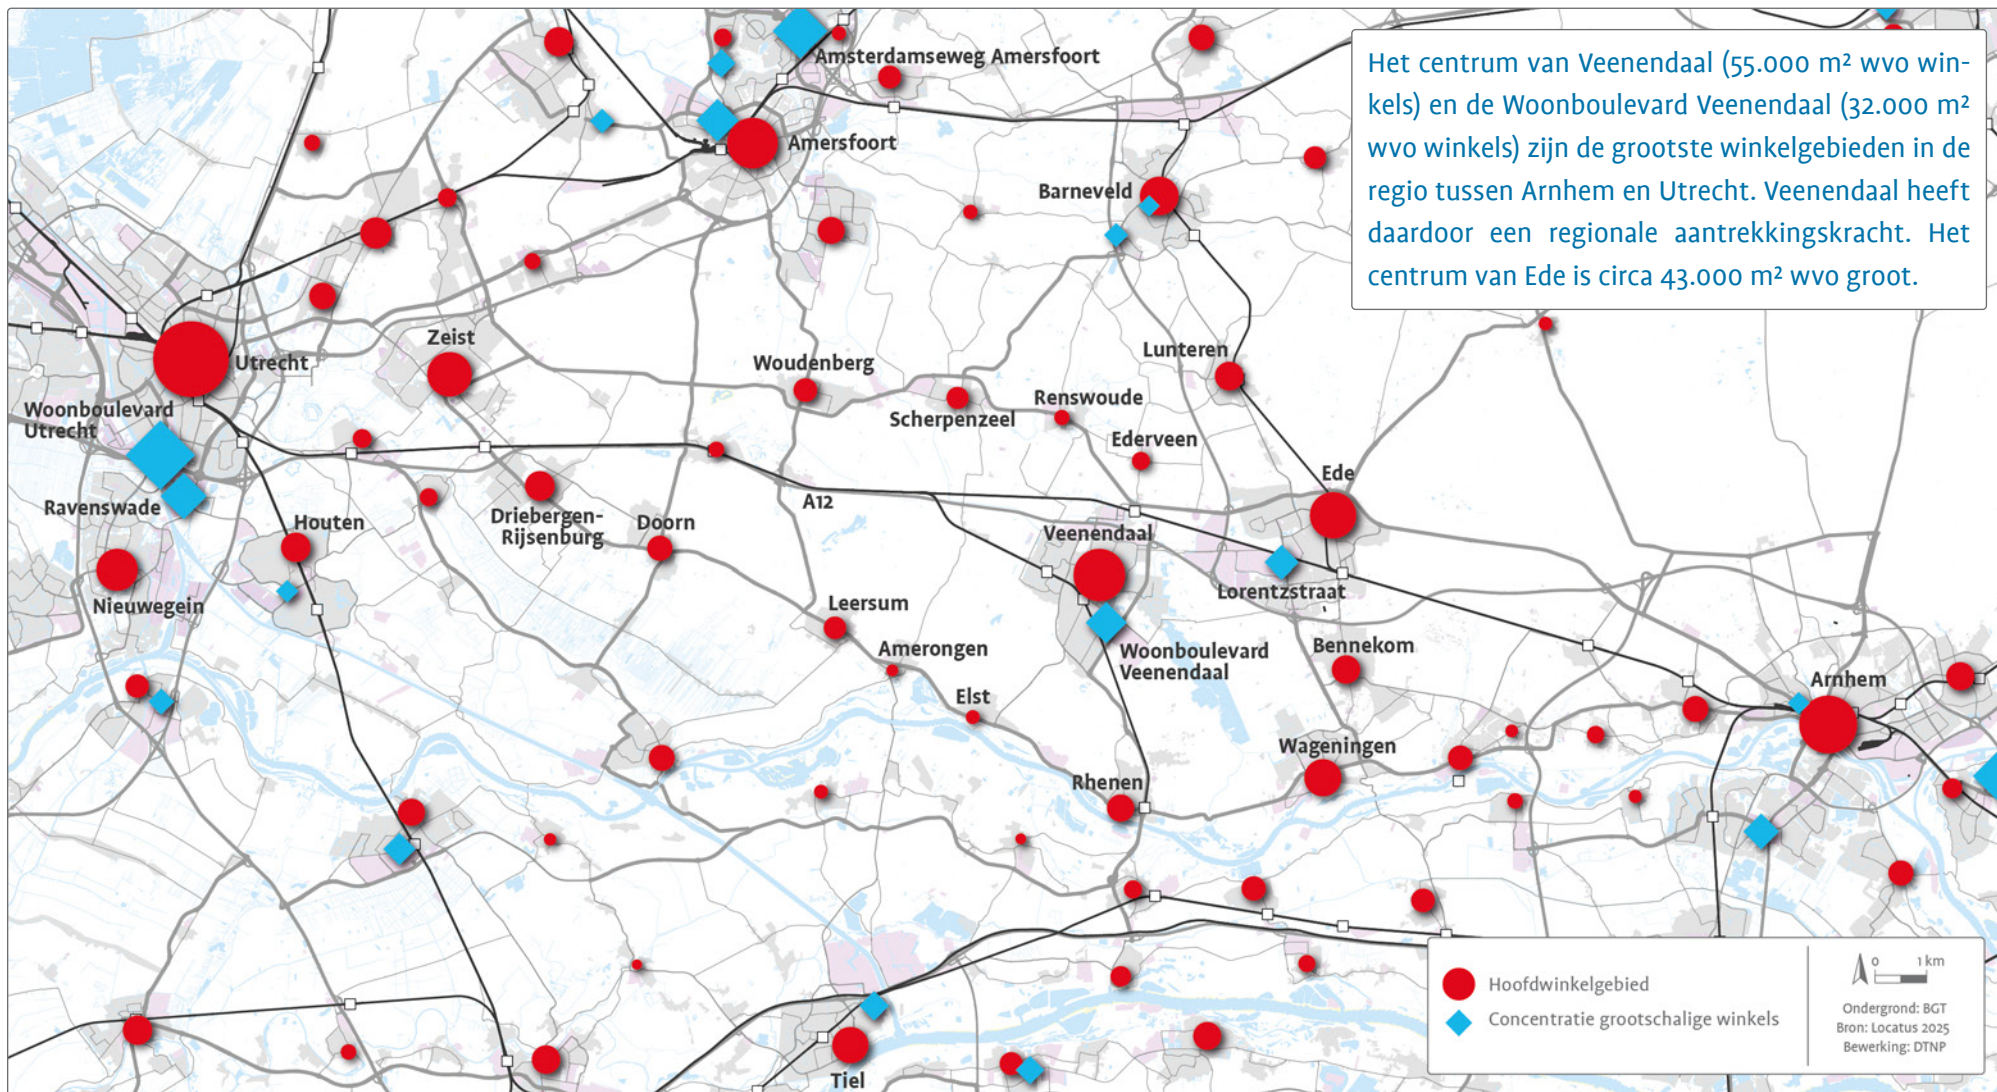 Amsterdamseweg Amersfoort
Amersfoort
Het centrum van Veenendaal (55.000 m² wvo win-
kels) en de Woonboulevard Veenendaal (32.000 m²
wvo winkels) zijn de grootste winkelgebieden in de
regio tussen Arnhem en Utrecht. Veenendaal heeft
daardoor een regionale aantrekkingskracht. Het
centrum van Ede is circa 43.000 m² wvo groot.
Barneveld
Zeist
Utrecht
Woudenberg
Lunteren
Woonboulevard
Utrecht
Scherpenzeel
Renswoude
Ederveen
Ede
A12
Ravenswade
Houten
Driebergen-
Rijsenburg
Doorn
Veenendaal
Nieuwegein
Lorentzstraat
Leersum
Amerongen
Woonboulevard
Veenendaal
Bennekom
Elst
Arnhem
Wageningen
Rhenen
Tiel
Hoofdwinkelgebied
Concentratie grootschalige winkels
0 1 km
Ondergrond: BGT
Bron: Locatus 2025
Bewerking: DTNP